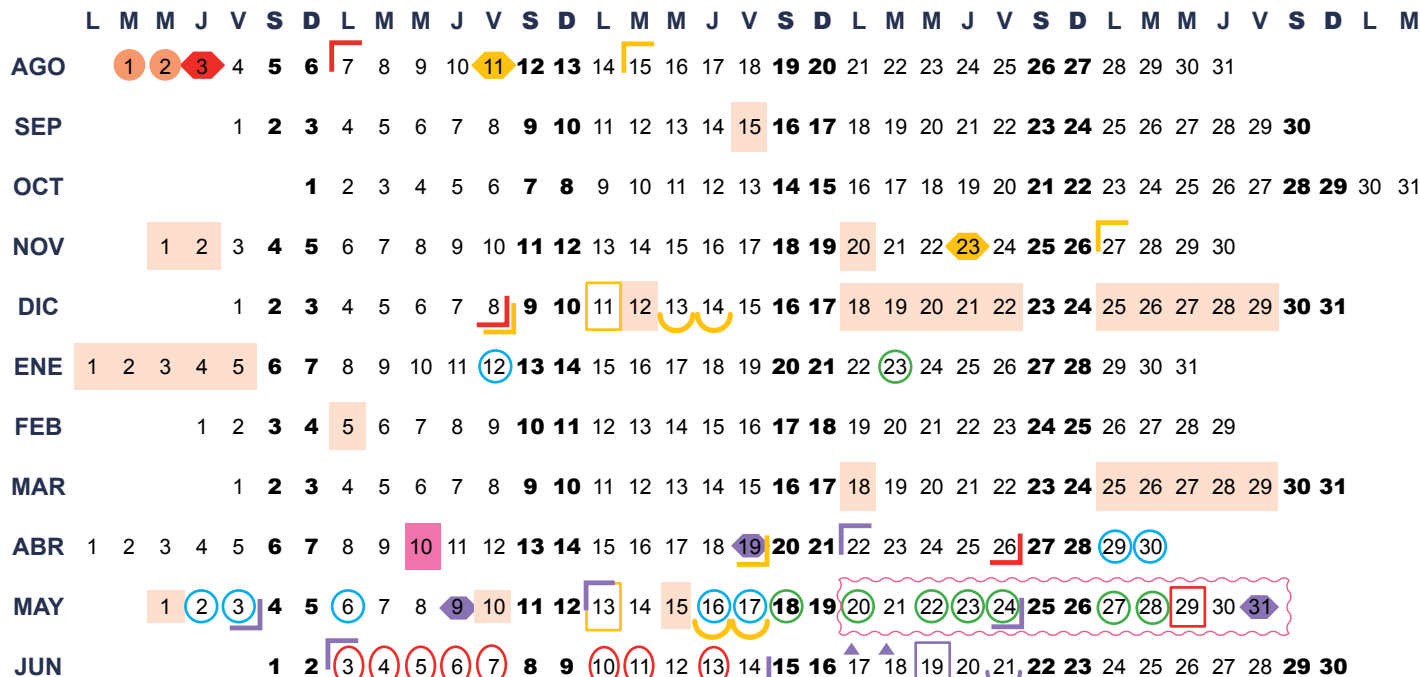 L M M J V S D L M M J V S D L M M J V S D L M M J V S D L M M J V S D L M
AGO 1 2 3 4 5 6 7 8 9 10 11 12 13 14 15 16 17 18 19 20 21 22 23 24 25 26 27 28 29 30 31
SEP 1 2 3 4 5 6 7 8 9 10 11 12 13 14 15 16 17 18 19 20 21 22 23 24 25 26 27 28 29 30
OCT 1 2 3 4 5 6 7 8 9 10 11 12 13 14 15 16 17 18 19 20 21 22 23 24 25 26 27 28 29 30 31
NOV 1 2 3 4 5 6 7 8 9 10 11 12 13 14 15 16 17 18 19 20 21 22 23 24 25 26 27 28 29 30
DIC 1 2 3 4 5 6 7 8 9 10 11 12 13 14 15 16 17 18 19 20 21 22 23 24 25 26 27 28 29 30 31
ENE 1 2 3 4 5 6 7 8 9 10 11 12 13 14 15 16 17 18 19 20 21 22 23 24 25 26 27 28 29 30 31
FEB 1 2 3 4 5 6 7 8 9 10 11 12 13 14 15 16 17 18 19 20 21 22 23 24 25 26 27 28 29
MAR 1 2 3 4 5 6 7 8 9 10 11 12 13 14 15 16 17 18 19 20 21 22 23 24 25 26 27 28 29 30 31
ABR 1 2 3 4 5 6 7 8 9 10 11 12 13 14 15 16 17 18 19 20 21 22 23 24 25 26 27 28 29 30
MAY 1 2 3 4 5 6 7 8 9 10 11 12 13 14 15 16 17 18 19 20 21 22 23 24 25 26 27 28 29 30 31
JUN 1 2 3 4 5 6 7 8 9 10 11 12 13 14 15 16 17 18 19 20 21 22 23 24 25 26 27 28 29 30